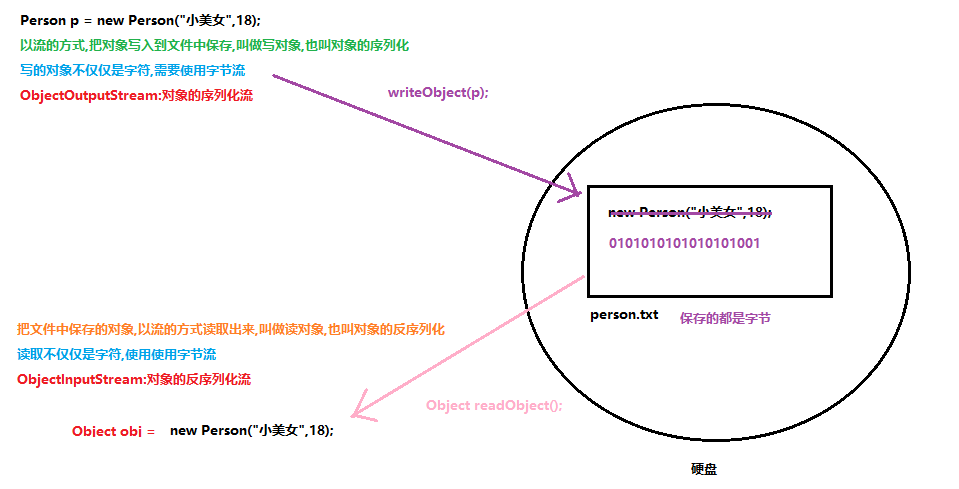 Person p = new Person("小美女",18);
以流的方式,把对象写入到文件中保存,叫做写对象,也叫对象的序列化
写的对象不仅仅是字符,需要使用字节流
ObjectOutputStream:对象的序列化流
writeObject(p);
new Person("小美女",18);
0101010101010101001
person.txt 保存的都是字节
把文件中保存的对象,以流的方式读取出来,叫做读对象,也叫对象的反序列化
读取不仅仅是字符,使用使用字节流
ObjectInputStream:对象的反序列化流
Object readObject();
Object obj = new Person("小美女",18);
硬盘